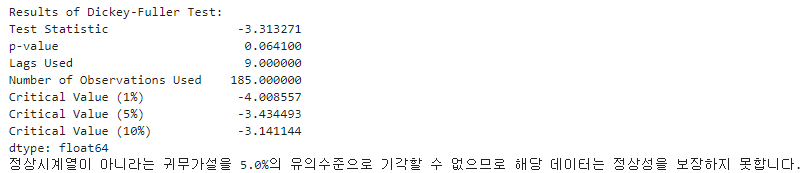 Results of Dickey-Fuller Test:
Test Statistic -3.313271
p-value 0.064100
Lags Used 9.000000
Number of Observations Used 185.000000
Critical Value (1%) -4.008557
Critical Value (5%) -3.434493
Critical Value (10%) -3.141144
dtype: float64
정상시계열이 아니라는 귀무가설을 5.0%의 유의수준으로 기각할 수 없으므로 해당 데이터는 정상성을 보장하지 못합니다.